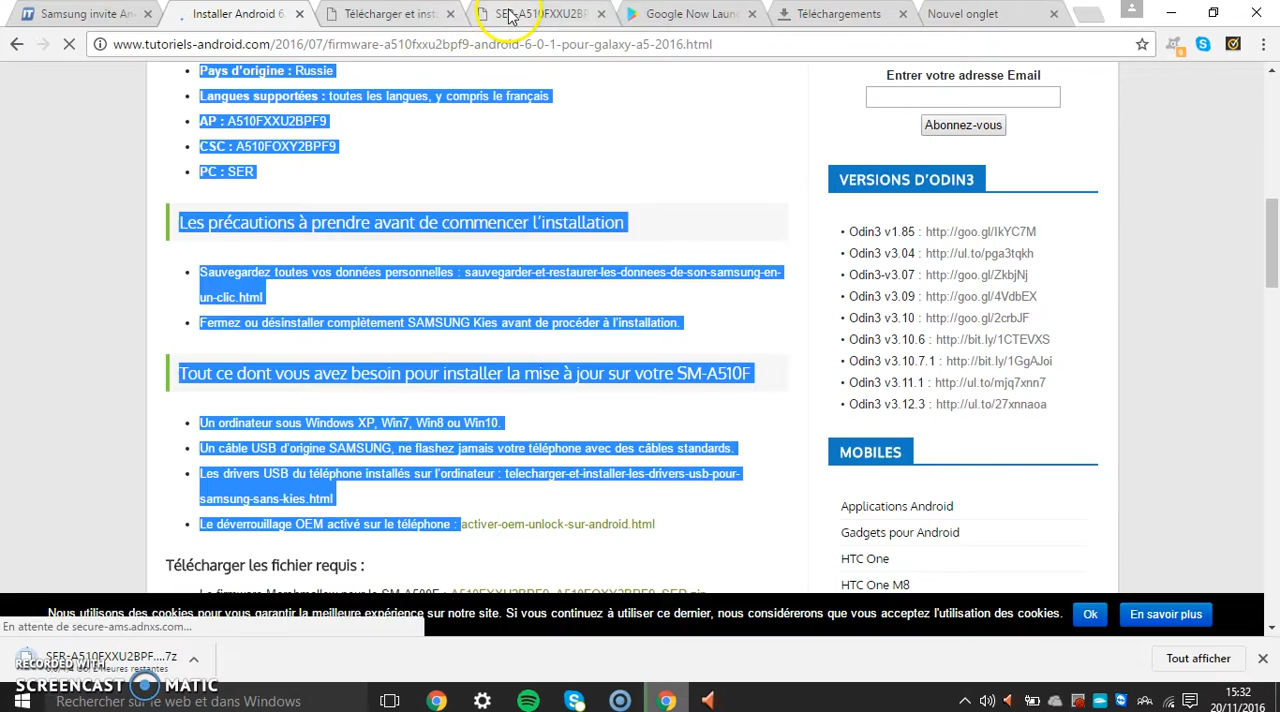 Samsung invite An
Installer Android 6.
Télécharger et inst
SER-A510FXXU2BP
Google Now Laun
Téléchargements
Nouvel onglet
www.tutoriels-android.com/2016/07/firmware-a510fxxu2bpf9-android-6-0-1-pour-galaxy-a5-2016.html
• Pays d'origine : Russie
• Langues supportées : toutes les langues, y compris le français
• AP : A510FXXU2BPF9
• CSC : A510FOXY2BPF9
• PC : SER
Les précautions à prendre avant de commencer l'installation
• Sauvegardez toutes vos données personnelles : sauvegarder-et-restaurer-les-donnees-de-son-samsung-en-
un-clic.html
• Fermez ou désinstaller complètement SAMSUNG Kies avant de procéder à l'installation.
Tout ce dont vous avez besoin pour installer la mise à jour sur votre SM-A510F
• Un ordinateur sous Windows XP, Win7, Win8 ou Win10.
• Un câble USB d'origine SAMSUNG, ne flashez jamais votre téléphone avec des câbles standards.
• Les drivers USB du téléphone installés sur l'ordinateur : telecharger-et-installer-les-drivers-usb-pour-
samsung-sans-kies.html
• Le déverrouillage OEM activé sur le téléphone : activer-oem-unlock-sur-android.html
Télécharger les fichier requis :
Entrer votre adresse Email
Abonnez-vous
VERSIONS D'ODIN3
• Odin3 v1.85 : http://goo.gl/IkYC7M
• Odin3 v3.04 : http://ul.to/pga3tqkh
• Odin3-v3.07 : http://goo.gl/ZkbjNj
• Odin3 v3.09 : http://goo.gl/4VdbEX
• Odin3 v3.10 : http://goo.gl/2crbJF
• Odin3 v3.10.6 : http://bit.ly/1CTEVXS
• Odin3 v3.10.7.1 : http://bit.ly/1GgAJoi
• Odin3 v3.11.1 : http://ul.to/mjq7xnn7
• Odin3 v3.12.3 : http://ul.to/27xnnaoa
MOBILES
Applications Android
Gadgets pour Android
HTC One
HTC One M8
Nous utilisons des cookies pour vous garantir la meilleure expérience sur notre site. Si vous continuez à utiliser ce dernier, nous considérerons que vous acceptez l'utilisation des cookies.
Ok
En savoir plus
En attente de secure-ams.adnxs.com...
SER-A510FXXU2BPF....7z
heures restantes
Tout afficher
RECORDED WITH
SCREENCAST MATIC
Rechercher sur le web et dans Windows
15:32
20/11/2016